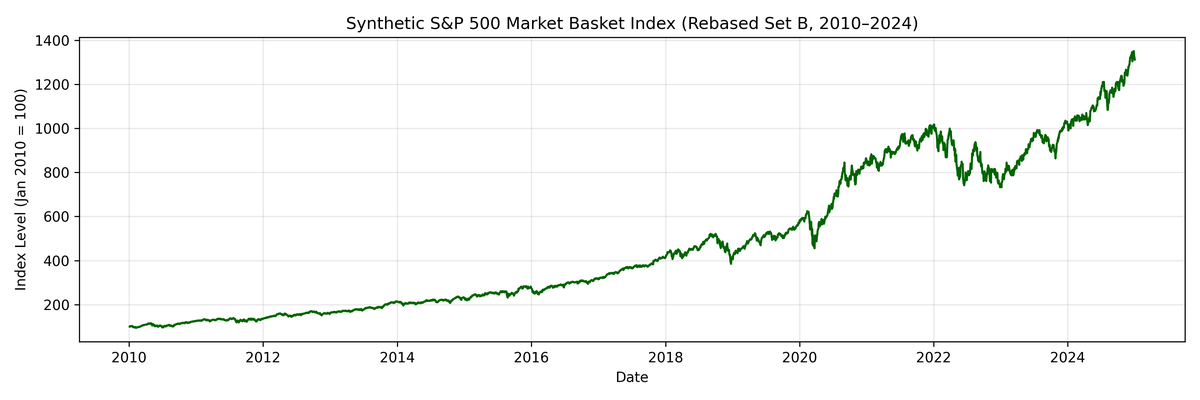 Synthetic S&P 500 Market Basket Index (Rebased Set B, 2010–2024)
Index Level (Jan 2010 = 100)
1400
1200
1000
800
600
400
200
2010 2012 2014 2016 2018 2020 2022 2024
Date